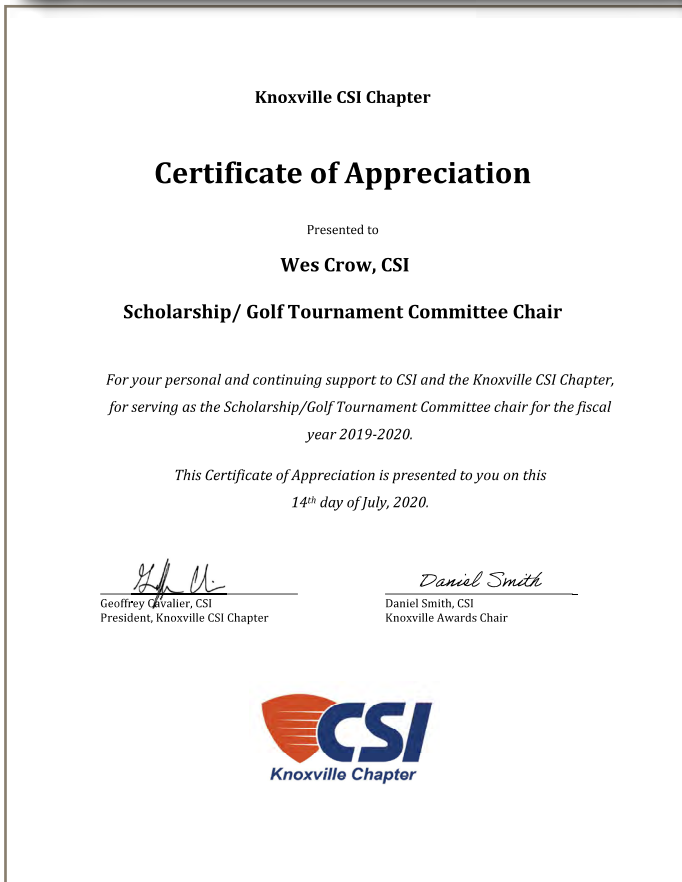 Knoxville CSI Chapter
Certificate of Appreciation
Presented to
Wes Crow, CSI
Scholarship/ Golf Tournament Committee Chair
For your personal and continuing support to CSI and the Knoxville CSI Chapter,
for serving as the Scholarship/Golf Tournament Committee chair for the fiscal
year 2019-2020.
This Certificate of Appreciation is presented to you on this
14th day of July, 2020.
Daniel Smith
Geoffrey Cavalier, CSI
President, Knoxville CSI Chapter
Daniel Smith, CSI
Knoxville Awards Chair
CSI
Knoxville Chapter